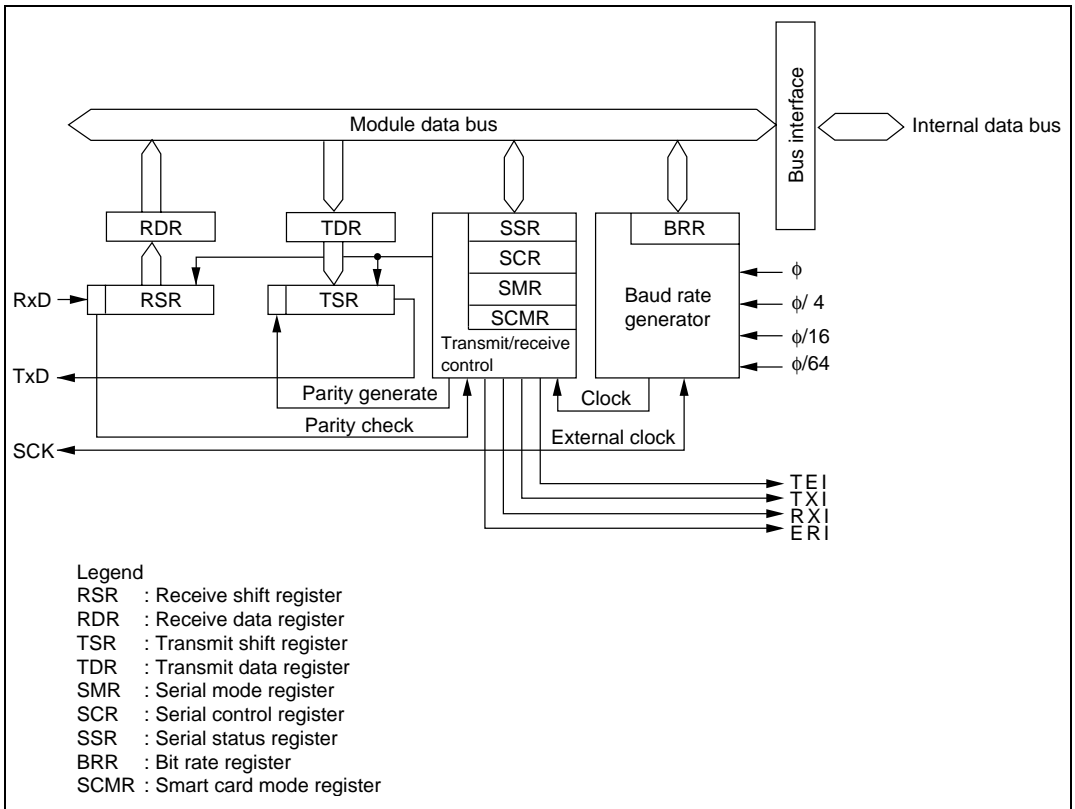 Bus interface
Module data bus
Internal data bus
RDR
TDR
SSR
BRR
SCR
SMR
SCMR
Transmit/receive
control
Baud rate
generator
ϕ
ϕ/ 4
ϕ/16
ϕ/64
RxD
RSR
TSR
TxD
Parity generate
Parity check
Clock
External clock
SCK
TEI
TXI
RXI
ERI
Legend
RSR : Receive shift register
RDR : Receive data register
TSR : Transmit shift register
TDR : Transmit data register
SMR : Serial mode register
SCR : Serial control register
SSR : Serial status register
BRR : Bit rate register
SCMR : Smart card mode register